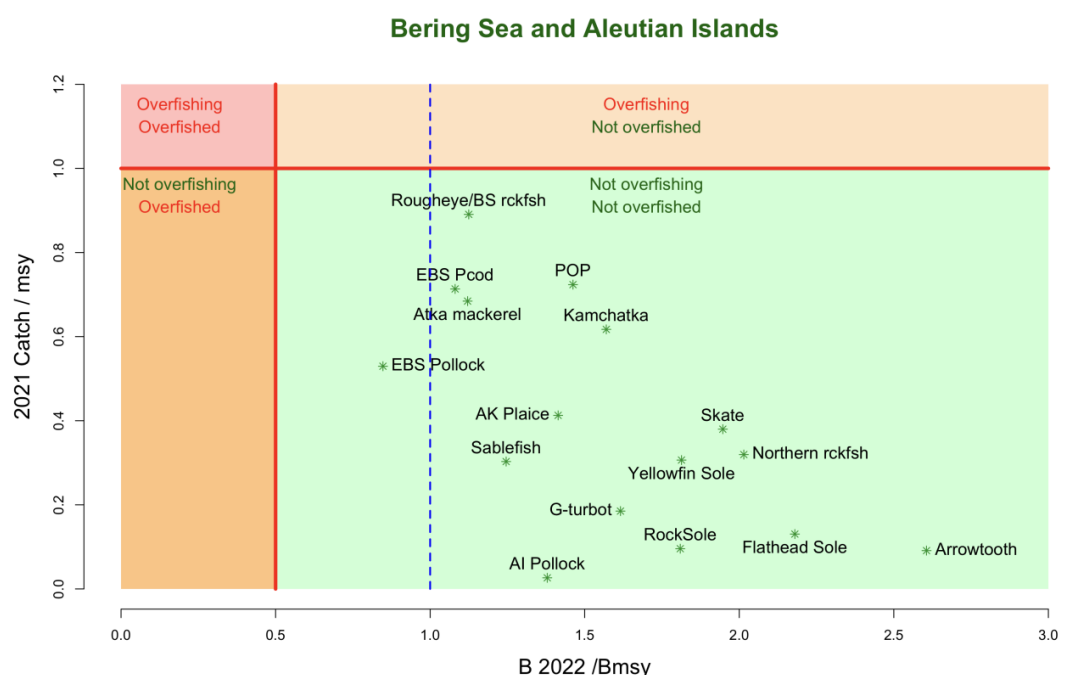 Bering Sea and Aleutian Islands
2021 Catch / msy
1.2
1.0
0.8
0.6
0.4
0.2
0.0
Overfishing
Overfished
Overfishing
Not overfished
Not overfishing
Overfished
Not overfishing
Not overfished
Rougheye/BS rckfsh
EBS Pcod
POP
Atka mackerel
Kamchatka
EBS Pollock
AK Plaice
Skate
Sablefish
Northern rckfsh
Yellowfin Sole
G-turbot
RockSole
Flathead Sole
Arrowtooth
AI Pollock
0.0 0.5 1.0 1.5 2.0 2.5 3.0
B 2022 /Bmsy